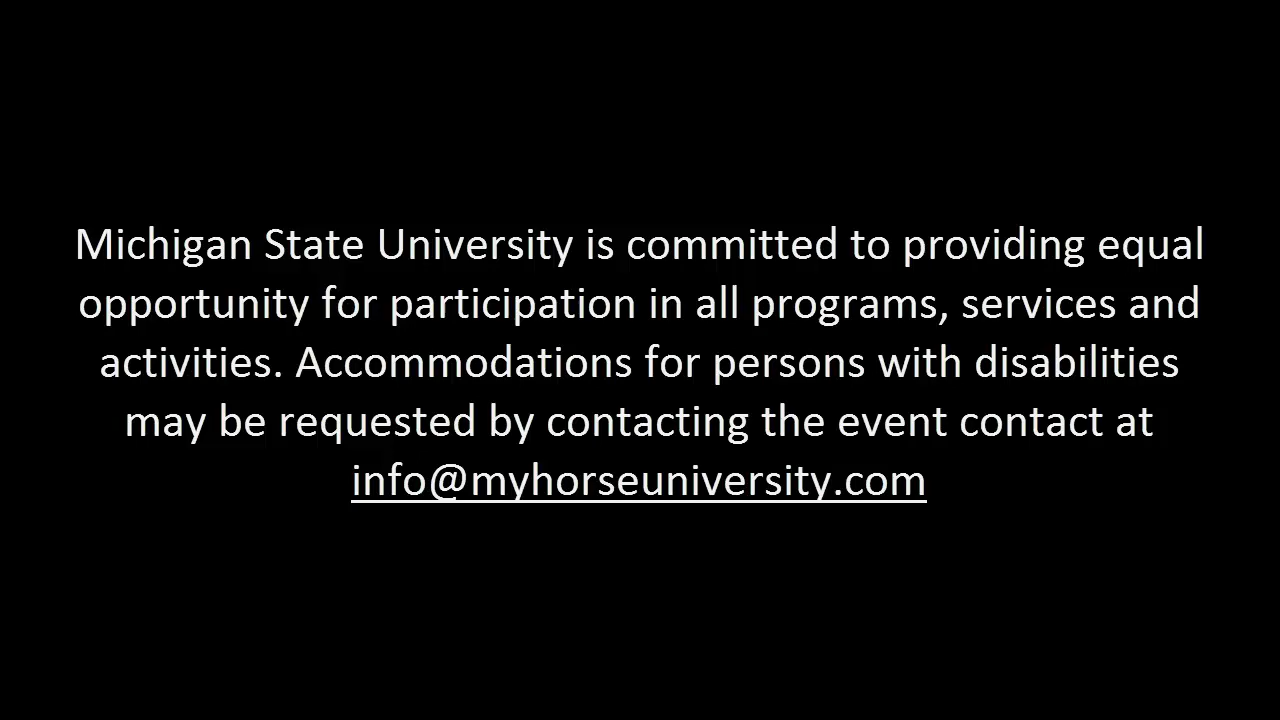 Michigan State University is committed to providing equal
opportunity for participation in all programs, services and
activities. Accommodations for persons with disabilities
may be requested by contacting the event contact at
info@myhorseuniversity.com